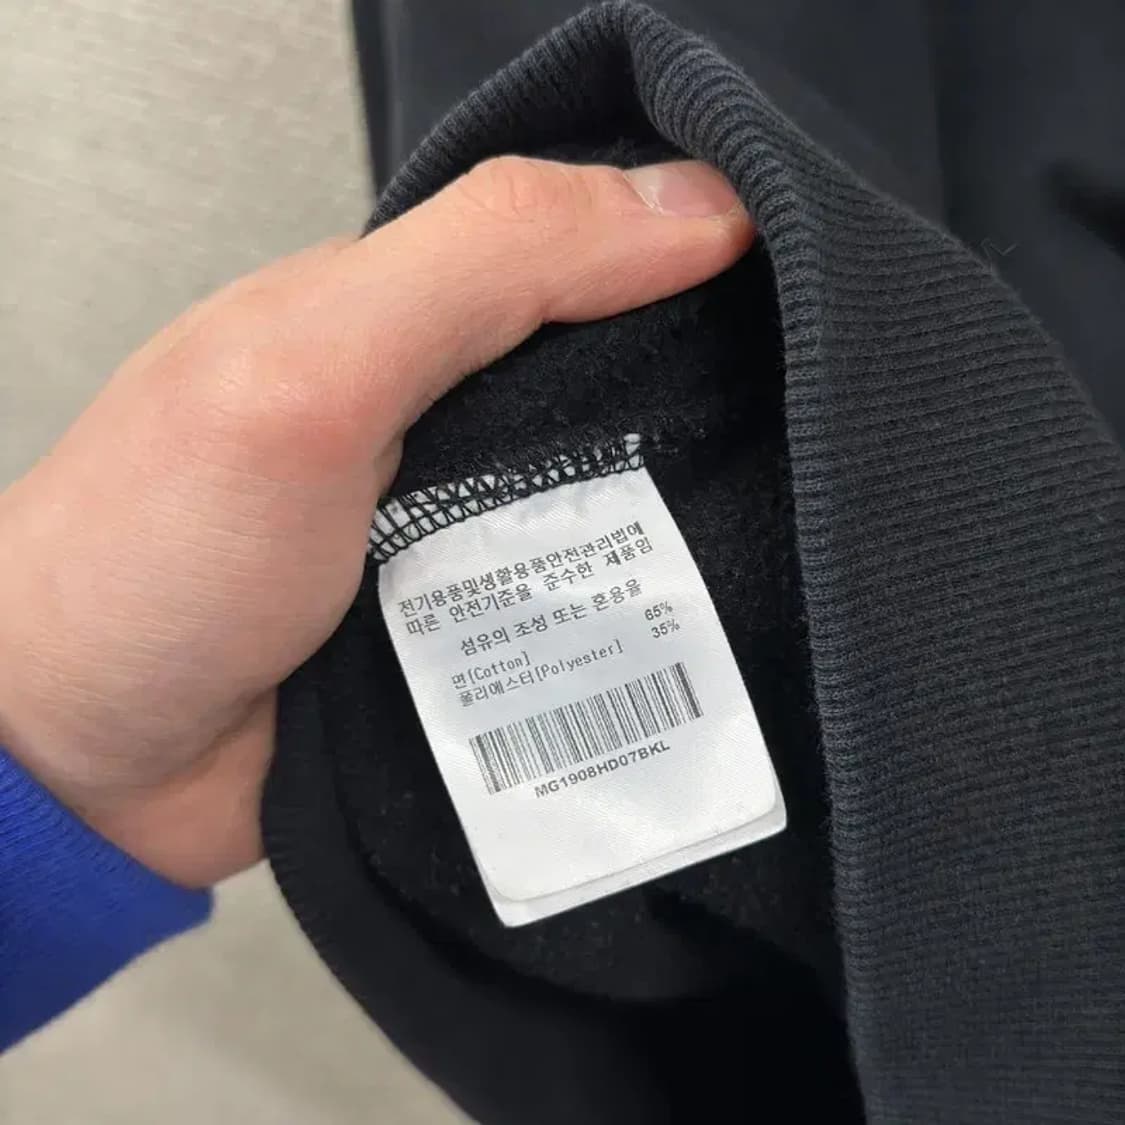 전기용품및생활용품안전관리법에
따른 안전기준을 준수한 제품임
섬유의 조성 또는 혼용율
면[Cotton] 65%
폴리에스터[Polyester] 35%
MG1908HD07BKL